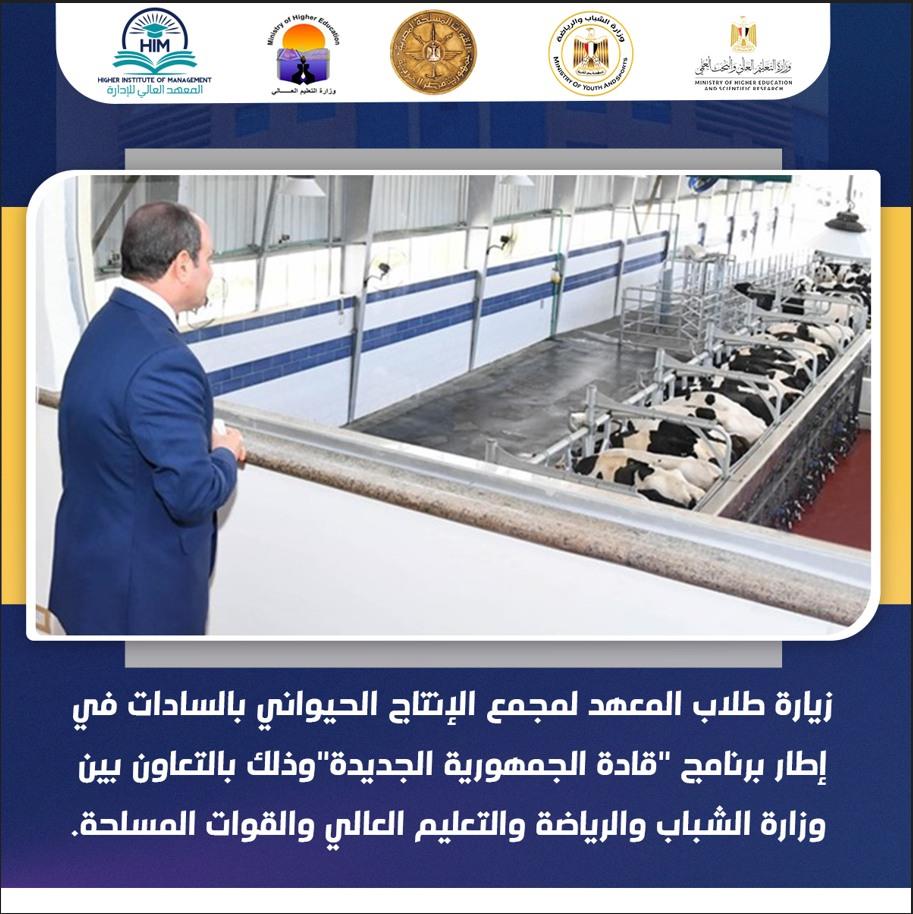 HIM
HIGHER INSTITUTE OF MANAGEMENT
المعهد العالي للإدارة
Ministry of Higher Education
وزارة التعليم العـــالي
وزارة الشباب والرياضة
MINISTRY OF YOUTH AND SPORTS
وزارة التعليم العالي والبحث العلمي
MINISTRY OF HIGHER EDUCATION
AND SCIENTIFIC RESEARCH
زيارة طلاب المعهد لمجمع الإنتاج الحيواني بالسادات في
إطار برنامج "قادة الجمهورية الجديدة"وذلك بالتعاون بين
وزارة الشباب والرياضة والتعليم العالي والقوات المسلحة.